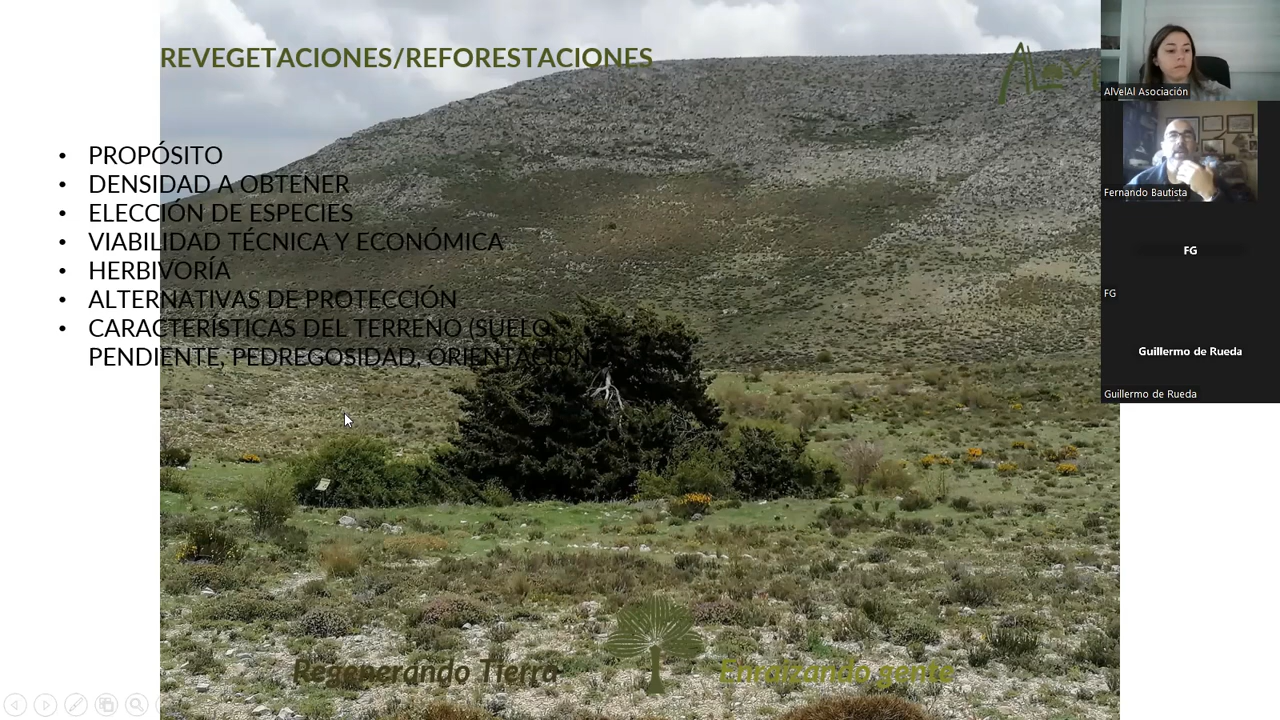 REVEGETACIONES/REFORESTACIONES
• PROPÓSITO
• DENSIDAD A OBTENER
• ELECCIÓN DE ESPECIES
• VIABILIDAD TÉCNICA Y ECONÓMICA
• HERBIVORÍA
• ALTERNATIVAS DE PROTECCIÓN
• CARACTERÍSTICAS DEL TERRENO (SUELO,
PENDIENTE, PEDREGOSIDAD, ORIENTACIÓN
Regenerando Tierra
Enraizando gente
AlVelAl Asociación
Fernando Bautista
FG
FG
Guillermo de Rueda
Guillermo de Rueda